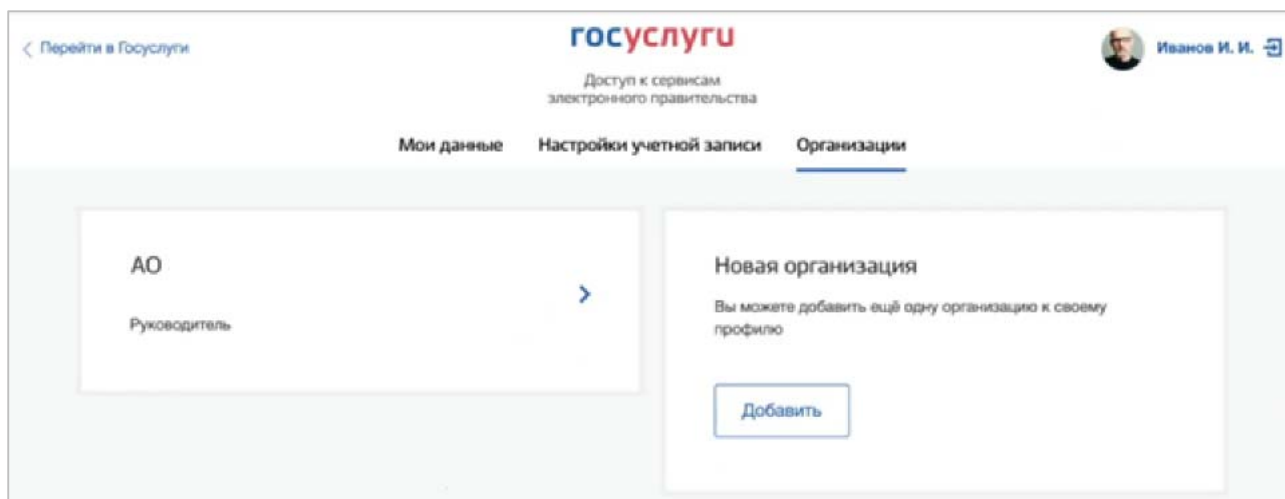 Перейти в Госуслуги
госуслуги
Иванов И. И.
Доступ к сервисам
электронного правительства
Мои данные Настройки учетной записи Организации
АО
Руководитель
Новая организация
Вы можете добавить ещё одну организацию к своему
профилю
Добавить